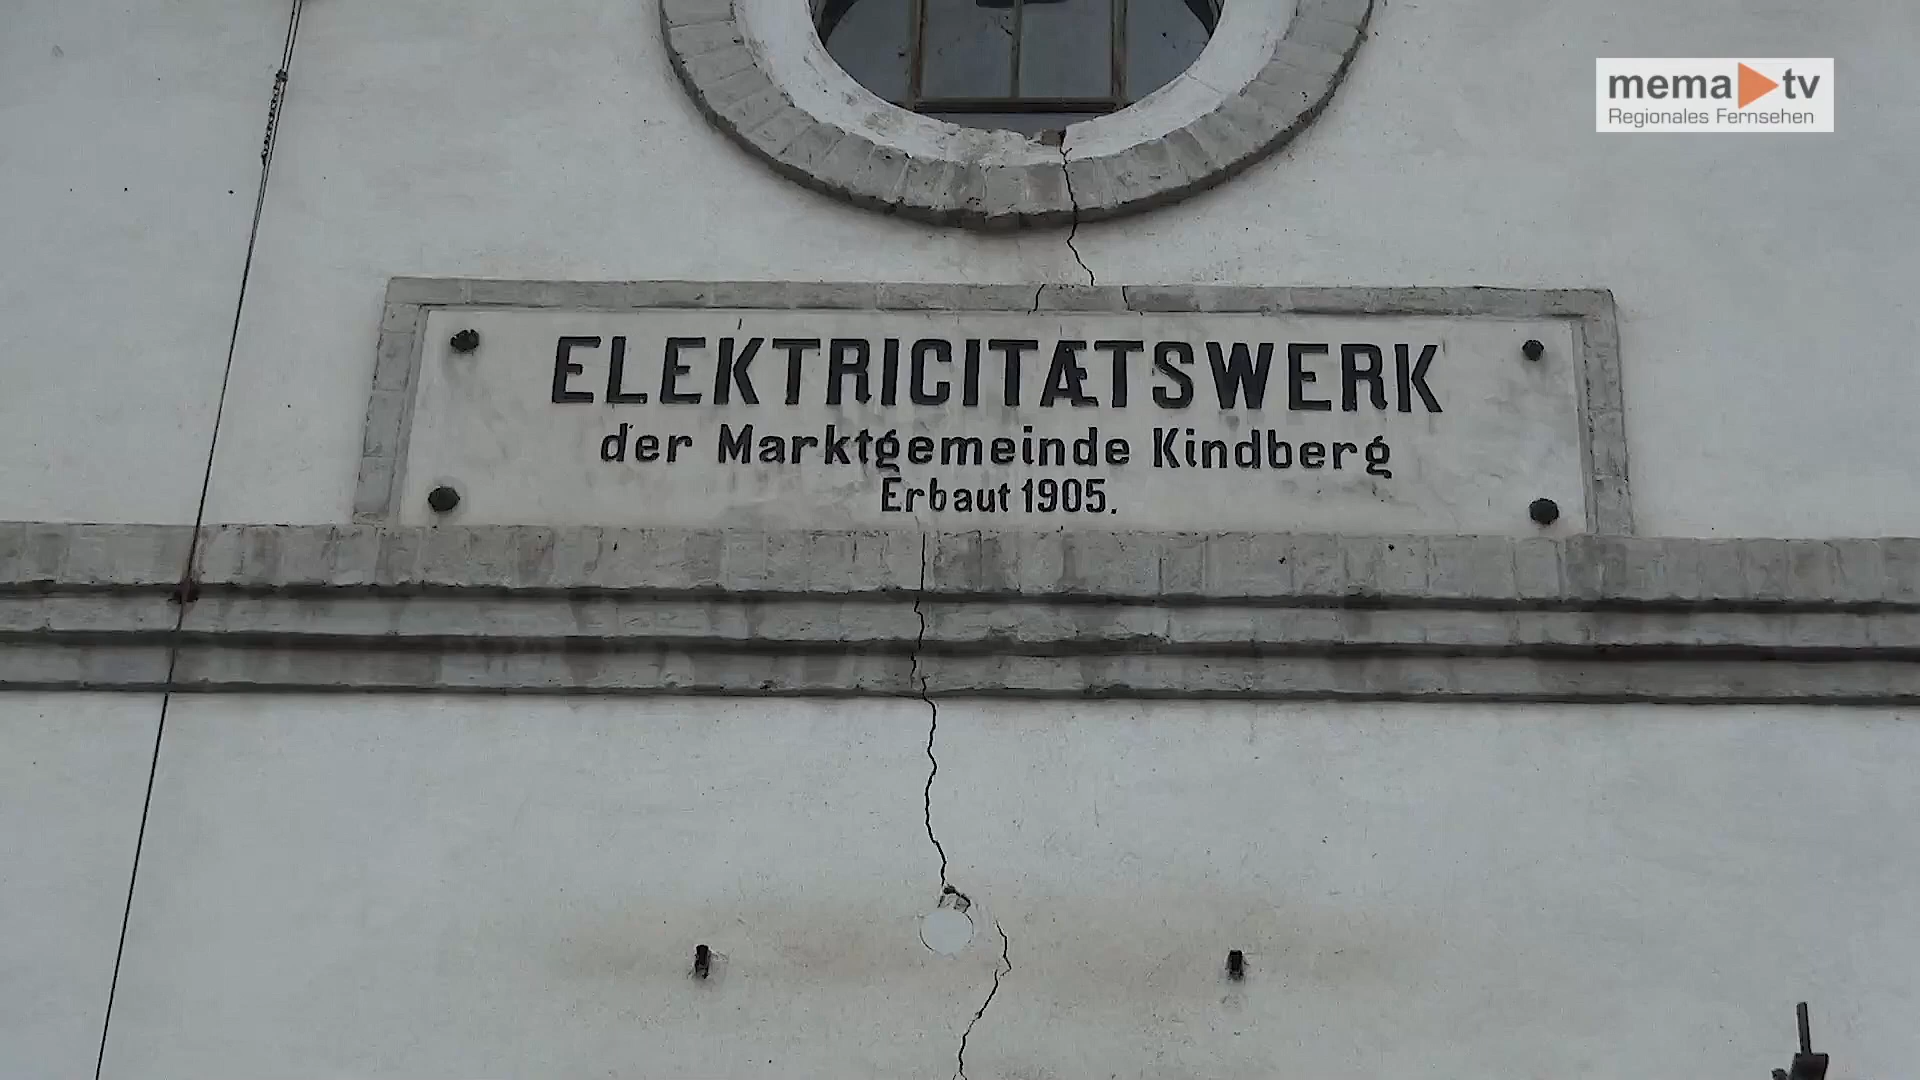 mema tv
Regionales Fernsehen
ELEKTRICITÆTSWERK
der Marktgemeinde Kindberg
Erbaut 1905.